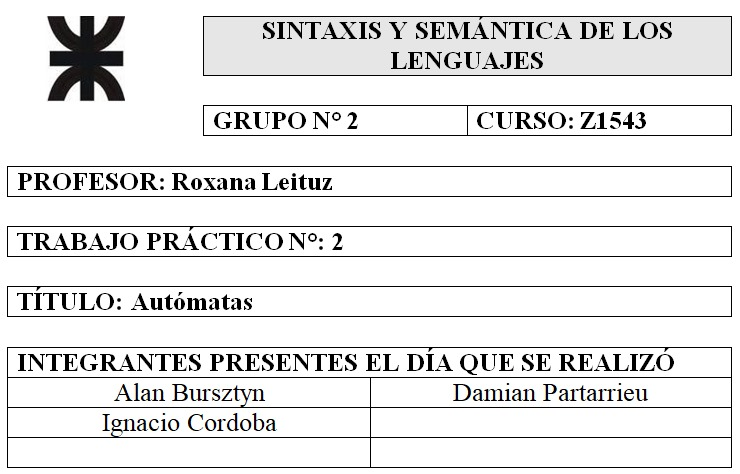 SINTAXIS Y SEMÁNTICA DE LOS
LENGUAJES
GRUPO N° 2 CURSO: Z1543
PROFESOR: Roxana Leituz
TRABAJO PRÁCTICO N°: 2
TÍTULO: Autómatas
INTEGRANTES PRESENTES EL DÍA QUE SE REALIZÓ
Alan Bursztyn Damian Partarrieu
Ignacio Cordoba